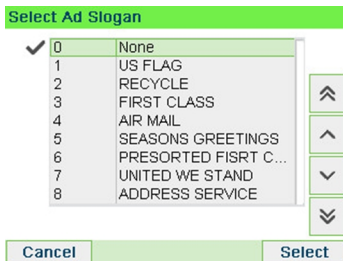 Select Ad Slogan
0 None
1 US FLAG
2 RECYCLE
3 FIRST CLASS
4 AIR MAIL
5 SEASONS GREETINGS
6 PRESORTED FISRT C...
7 UNITED WE STAND
8 ADDRESS SERVICE
Cancel Select